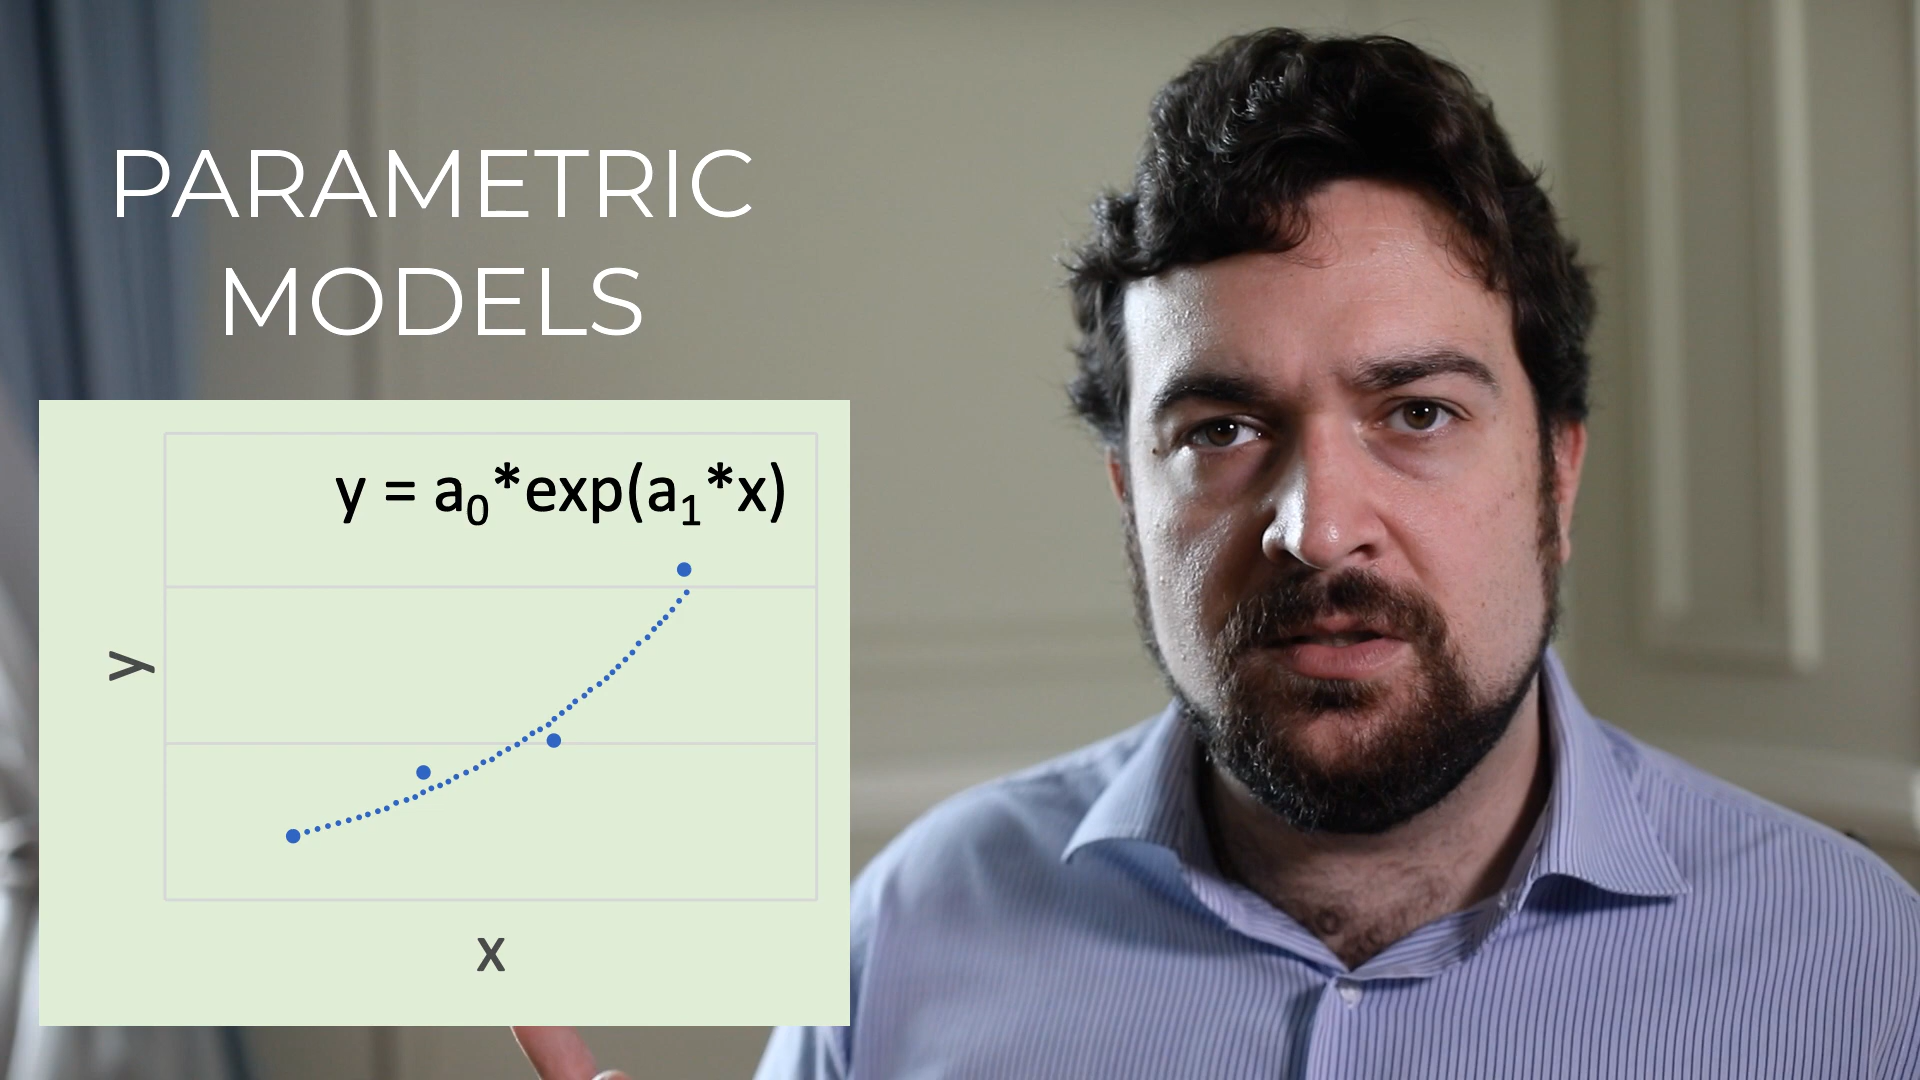 PARAMETRIC
MODELS
y = a₀*exp(a₁*x)
y
x